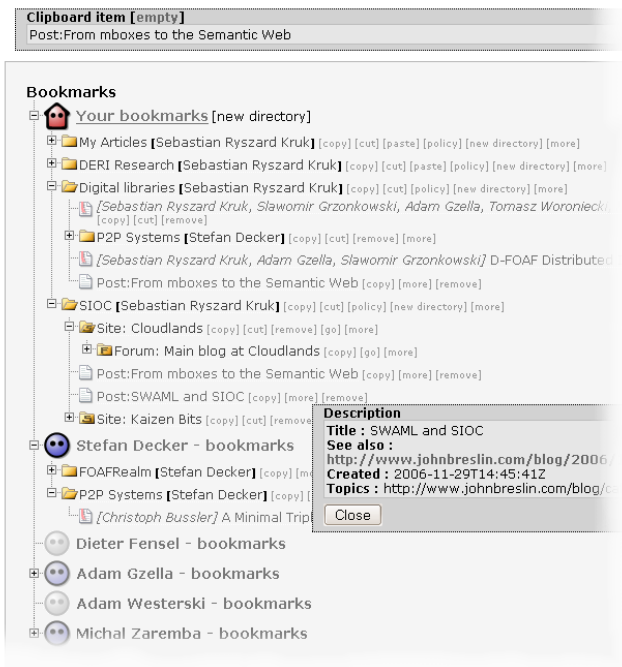 Clipboard item [empty]
Post:From mboxes to the Semantic Web
Bookmarks
Your bookmarks [new directory]
My Articles [Sebastian Ryszard Kruk] [copy] [cut] [paste] [policy] [new directory] [more]
DERI Research [Sebastian Ryszard Kruk] [copy] [cut] [paste] [policy] [new directory] [more]
Digital libraries [Sebastian Ryszard Kruk] [copy] [cut] [policy] [new directory] [more]
[Sebastian Ryszard Kruk, Slawomir Grzonkowski, Adam Gzella, Tomasz Woroniecki
[copy] [cut] [remove]
P2P Systems [Stefan Decker] [copy] [cut] [remove] [more]
[Sebastian Ryszard Kruk, Adam Gzella, Slawomir Grzonkowski] D-FOAF Distributed
Post:From mboxes to the Semantic Web [copy] [more] [remove]
SIOC [Sebastian Ryszard Kruk] [copy] [cut] [policy] [new directory] [more]
Site: Cloudlands [copy] [cut] [remove] [go] [more]
Forum: Main blog at Cloudlands [copy] [go] [more]
Post:From mboxes to the Semantic Web [copy] [more] [remove]
Post:SWAML and SIOC [copy] [more] [remove]
Site: Kaizen Bits [copy] [cut] [remove
Description
Title : SWAML and SIOC
See also :
http://www.johnbreslin.com/blog/2006/
Created : 2006-11-29T14:45:41Z
Topics : http://www.johnbreslin.com/blog/ca
Close
Stefan Decker - bookmarks
FOAFRealm [Stefan Decker] [copy] [mo
P2P Systems [Stefan Decker] [copy] [
[Christoph Bussler] A Minimal Tripl
Dieter Fensel - bookmarks
Adam Gzella - bookmarks
Adam Westerski - bookmarks
Michal Zaremba - bookmarks